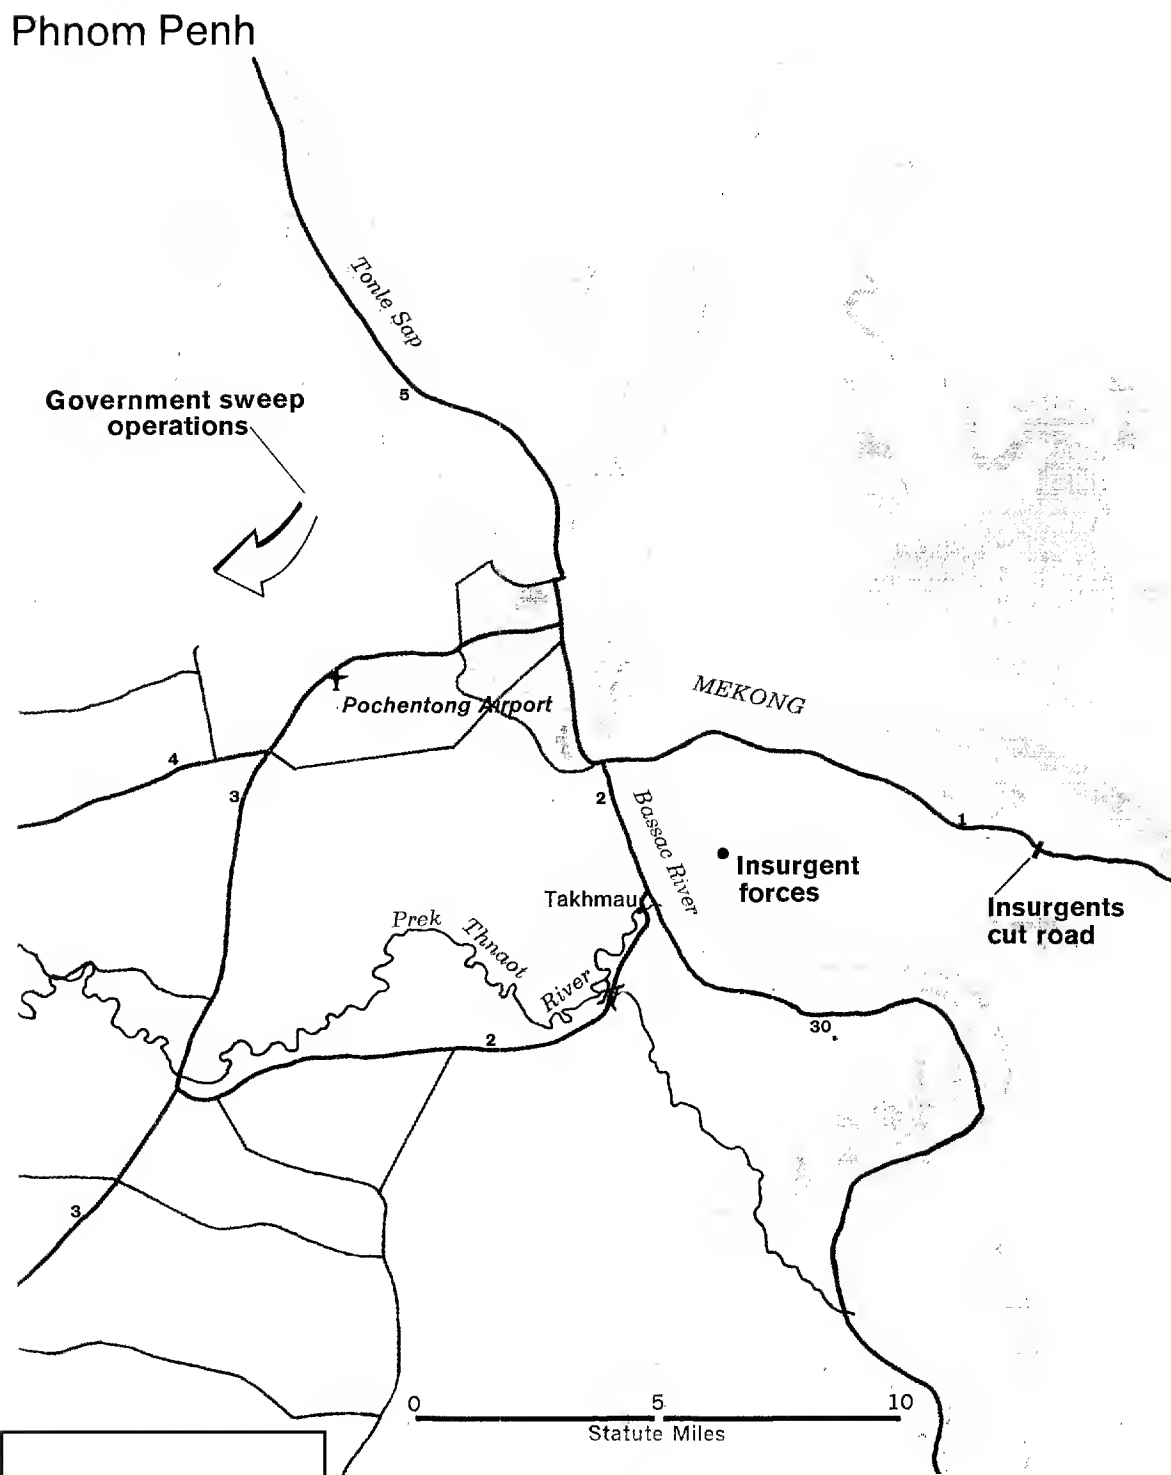 Phnom Penh
Tonle Sap
5
Government sweep
operations
MEKONG
Pochentong Airport
4
3
2
Bassac River
1
Insurgent
forces
Takhmau
Insurgents
cut road
Prek Thnaot River
30
2
3
0 5 10
Statute Miles